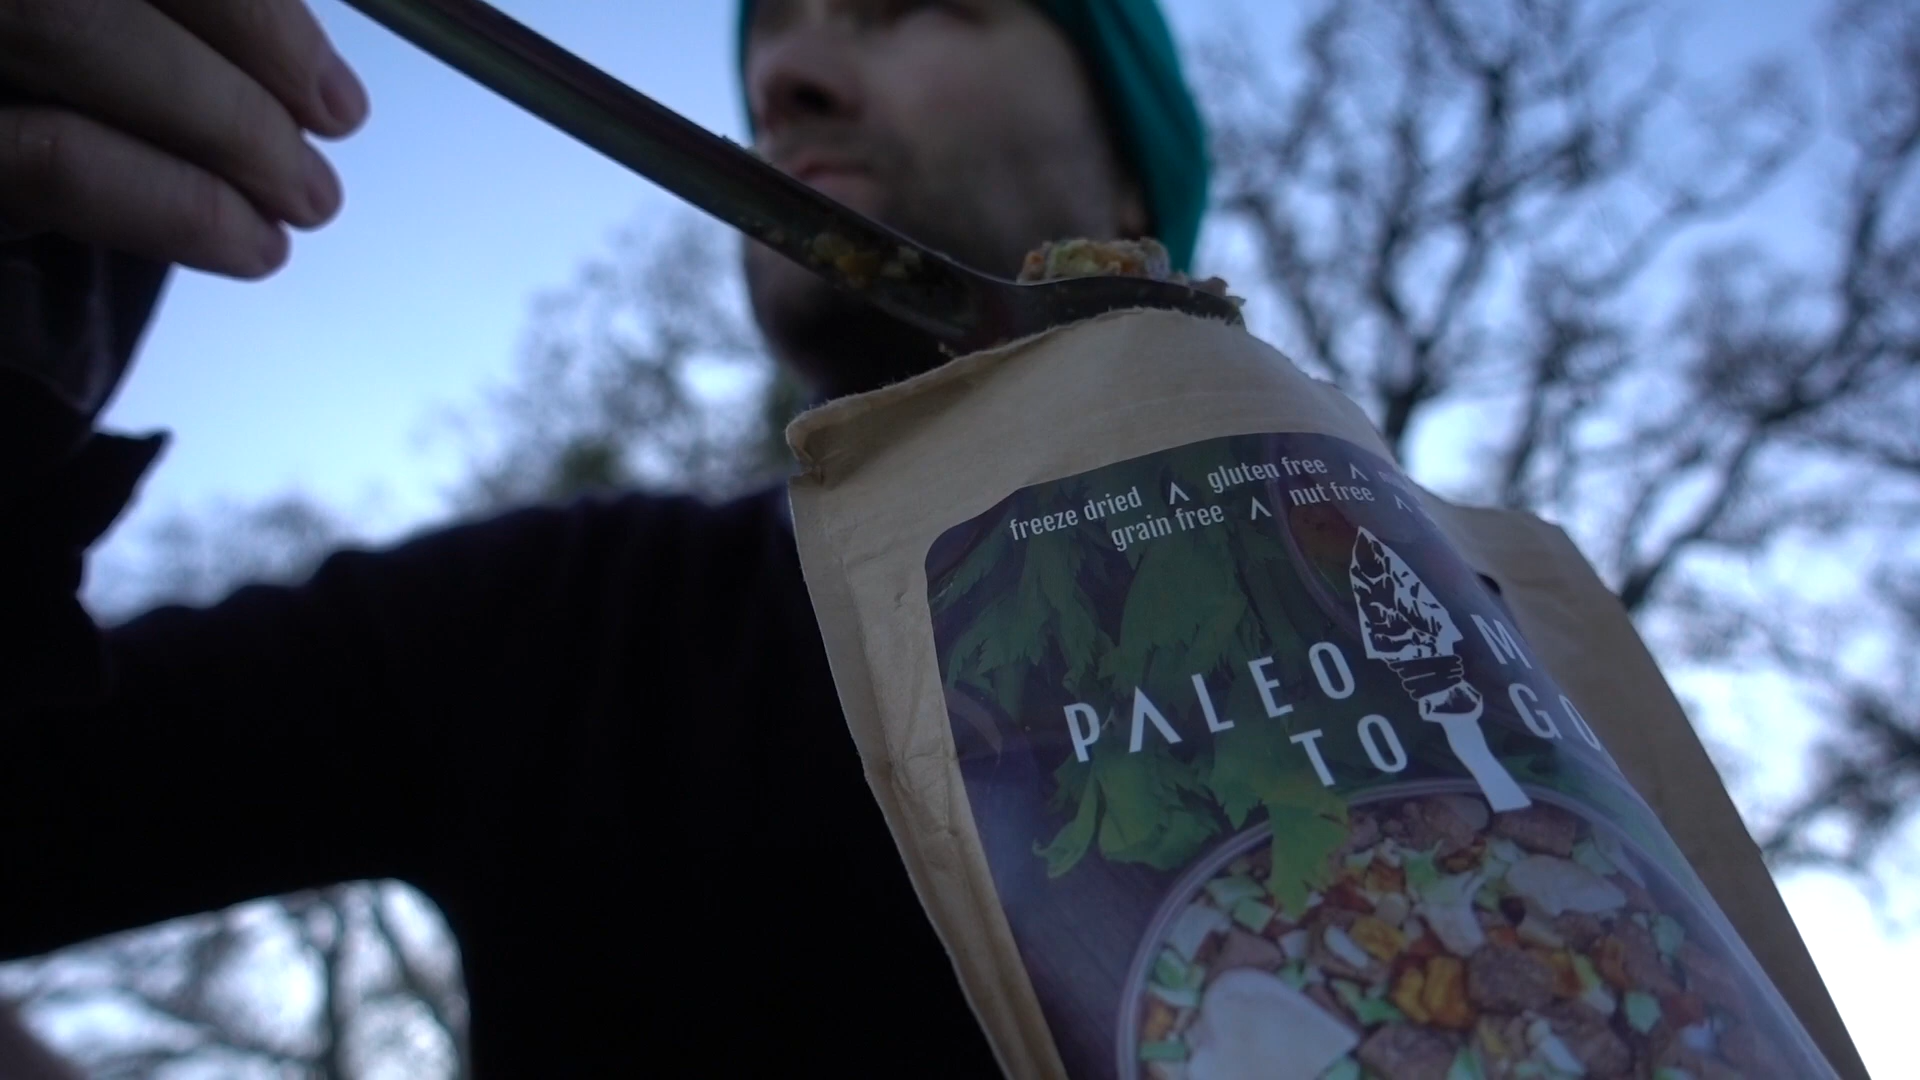 freeze dried ʌ gluten free ʌ
grain free ʌ nut free ʌ
PALEO M
TO GO